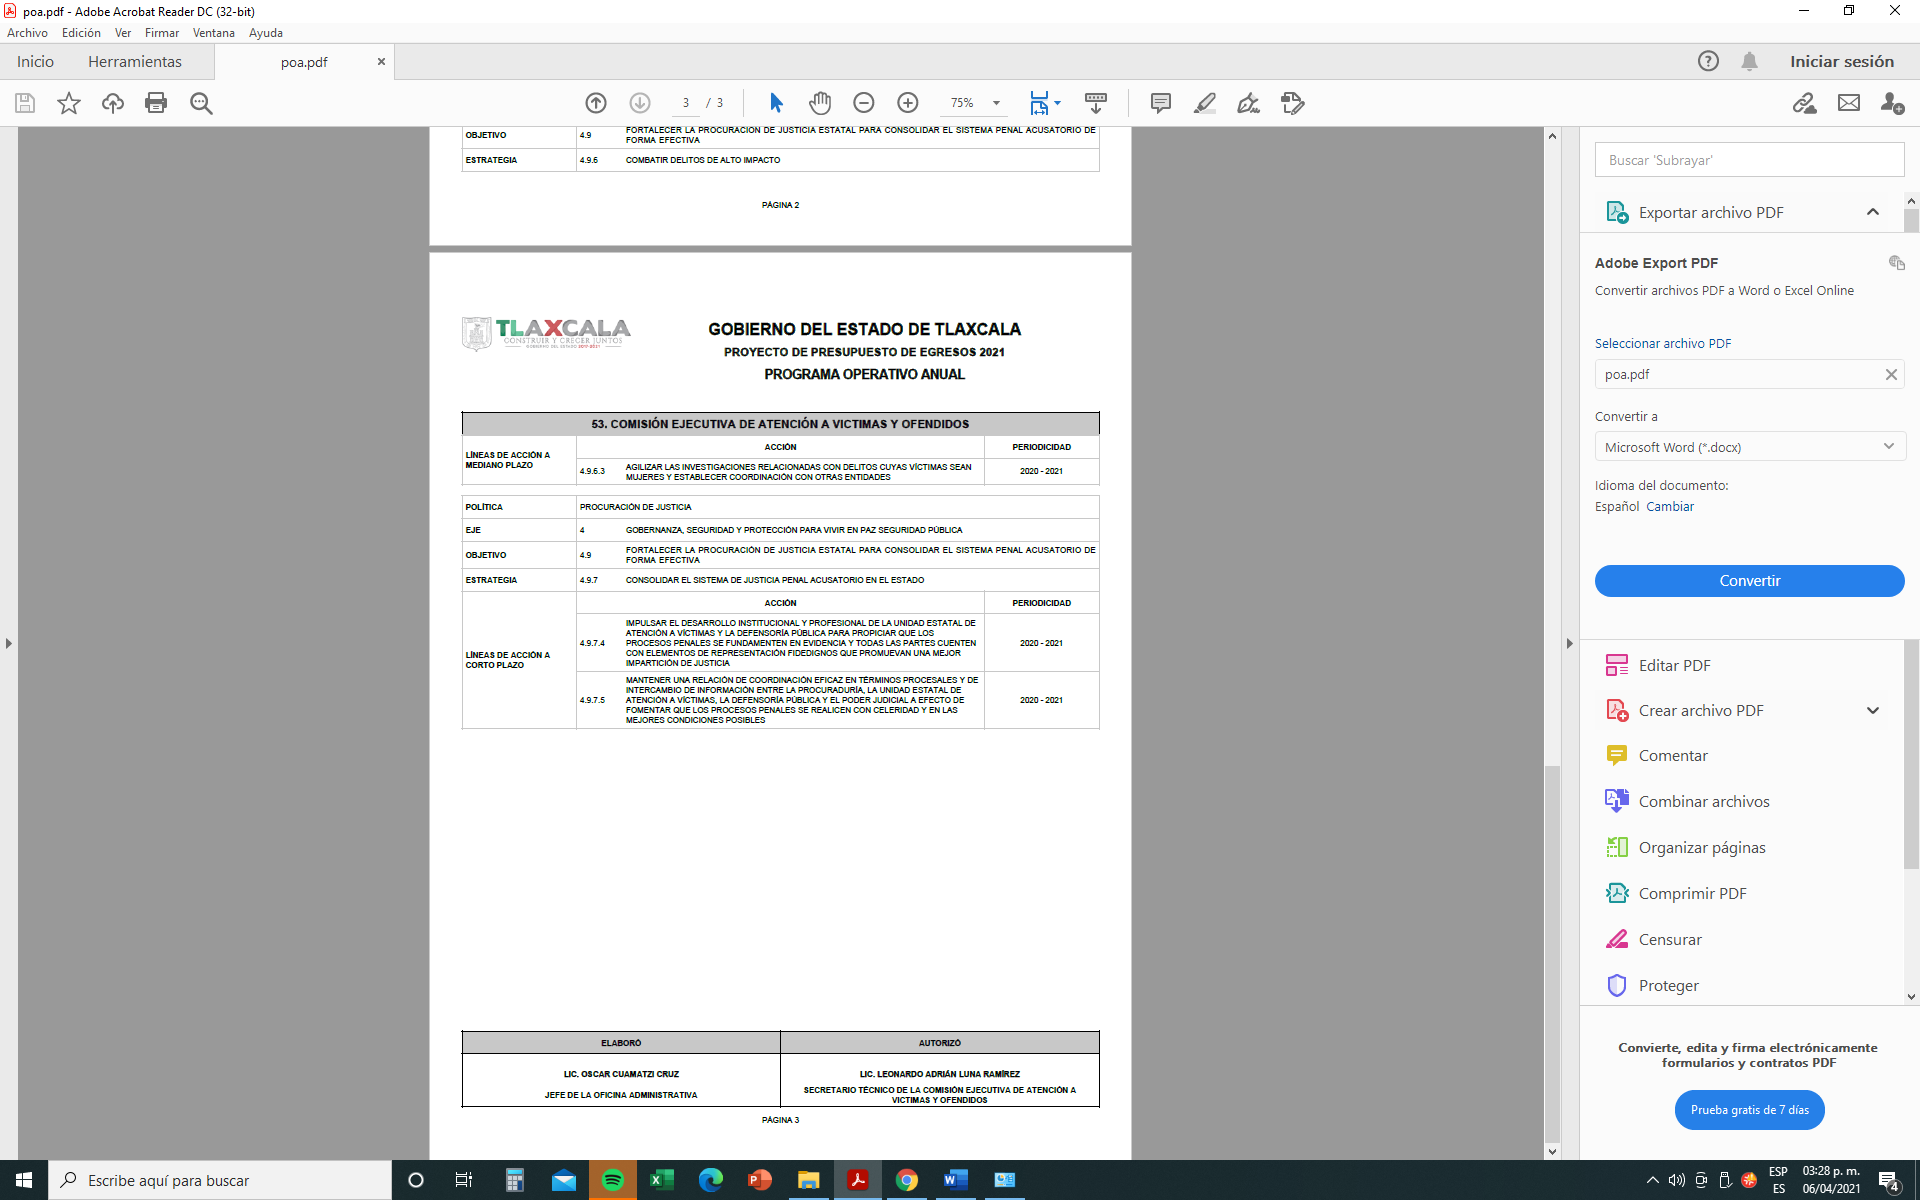 poa.pdf - Adobe Acrobat Reader DC (32-bit)
Archivo Edición Ver Firmar Ventana Ayuda
Inicio Herramientas poa.pdf Iniciar sesión
3 / 3 75%
OBJETIVO 4.9 FORTALECER LA PROCURACIÓN DE JUSTICIA ESTATAL PARA CONSOLIDAR EL SISTEMA PENAL ACUSATORIO DE
FORMA EFECTIVA
ESTRATEGIA 4.9.6 COMBATIR DELITOS DE ALTO IMPACTO
PÁGINA 2
TLAXCALA
CONSTRUIR Y CRECER JUNTOS
GOBIERNO DEL ESTADO 2017-2021
GOBIERNO DEL ESTADO DE TLAXCALA
PROYECTO DE PRESUPUESTO DE EGRESOS 2021
PROGRAMA OPERATIVO ANUAL
53. COMISIÓN EJECUTIVA DE ATENCIÓN A VICTIMAS Y OFENDIDOS
LÍNEAS DE ACCIÓN A
MEDIANO PLAZO
ACCIÓN PERIODICIDAD
4.9.6.3 AGILIZAR LAS INVESTIGACIONES RELACIONADAS CON DELITOS CUYAS VÍCTIMAS SEAN
MUJERES Y ESTABLECER COORDINACIÓN CON OTRAS ENTIDADES
2020 - 2021
POLÍTICA PROCURACIÓN DE JUSTICIA
EJE 4 GOBERNANZA, SEGURIDAD Y PROTECCIÓN PARA VIVIR EN PAZ SEGURIDAD PÚBLICA
OBJETIVO 4.9 FORTALECER LA PROCURACIÓN DE JUSTICIA ESTATAL PARA CONSOLIDAR EL SISTEMA PENAL ACUSATORIO DE
FORMA EFECTIVA
ESTRATEGIA 4.9.7 CONSOLIDAR EL SISTEMA DE JUSTICIA PENAL ACUSATORIO EN EL ESTADO
LÍNEAS DE ACCIÓN A
CORTO PLAZO
ACCIÓN PERIODICIDAD
4.9.7.4 IMPULSAR EL DESARROLLO INSTITUCIONAL Y PROFESIONAL DE LA UNIDAD ESTATAL DE
ATENCIÓN A VÍCTIMAS Y LA DEFENSORÍA PÚBLICA PARA PROPICIAR QUE LOS
PROCESOS PENALES SE FUNDAMENTEN EN EVIDENCIA Y TODAS LAS PARTES CUENTEN
CON ELEMENTOS DE REPRESENTACIÓN FIDEDIGNOS QUE PROMUEVAN UNA MEJOR
IMPARTICIÓN DE JUSTICIA
2020 - 2021
4.9.7.5 MANTENER UNA RELACIÓN DE COORDINACIÓN EFICAZ EN TÉRMINOS PROCESALES Y DE
INTERCAMBIO DE INFORMACIÓN ENTRE LA PROCURADURÍA, LA UNIDAD ESTATAL DE
ATENCIÓN A VÍCTIMAS, LA DEFENSORÍA PÚBLICA Y EL PODER JUDICIAL A EFECTO DE
FOMENTAR QUE LOS PROCESOS PENALES SE REALICEN CON CELERIDAD Y EN LAS
MEJORES CONDICIONES POSIBLES
2020 - 2021
ELABORÓ AUTORIZÓ
LIC. OSCAR CUAMATZI CRUZ
JEFE DE LA OFICINA ADMINISTRATIVA
LIC. LEONARDO ADRIÁN LUNA RAMÍREZ
SECRETARIO TÉCNICO DE LA COMISIÓN EJECUTIVA DE ATENCIÓN A
VICTIMAS Y OFENDIDOS
PÁGINA 3
Buscar 'Subrayar'
Exportar archivo PDF
Adobe Export PDF
Convertir archivos PDF a Word o Excel Online
Seleccionar archivo PDF
poa.pdf
Convertir a
Microsoft Word (*.docx)
Idioma del documento:
Español Cambiar
Convertir
Editar PDF
Crear archivo PDF
Comentar
Combinar archivos
Organizar páginas
Comprimir PDF
Censurar
Proteger
Convierte, edita y firma electrónicamente
formularios y contratos PDF
Prueba gratis de 7 días
Escribe aquí para buscar
ESP
ES
03:28 p. m.
06/04/2021
4